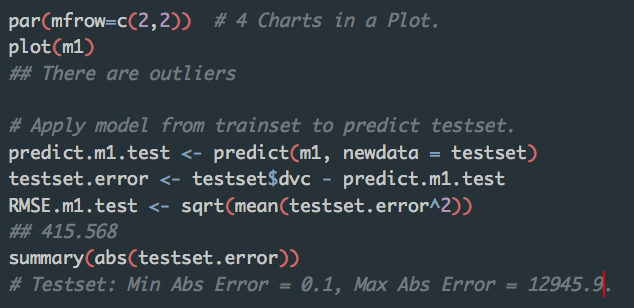 par(mfrow=c(2,2))  # 4 Charts in a Plot.
plot(m1)
## There are outliers
# Apply model from trainset to predict testset.
predict.m1.test <- predict(m1, newdata = testset)
testset.error <- testset$dvc - predict.m1.test
RMSE.m1.test <- sqrt(mean(testset.error^2))
## 415.568
summary(abs(testset.error))
# Testset: Min Abs Error = 0.1, Max Abs Error = 12945.9.